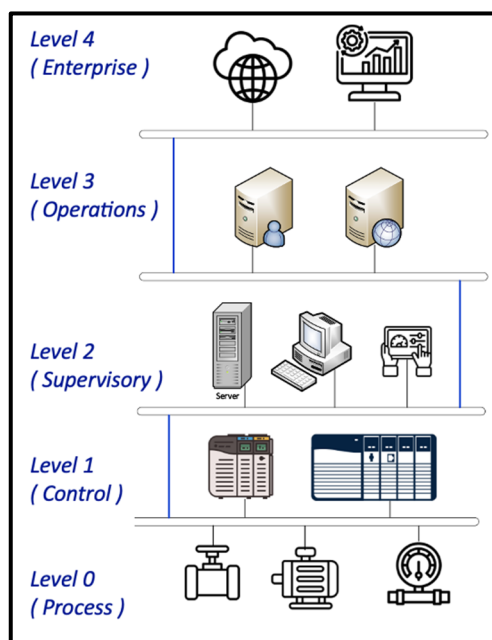 Level 4
( Enterprise )
Level 3
( Operations )
Level 2
( Supervisory )
Server
Level 1
( Control )
Level 0
( Process )